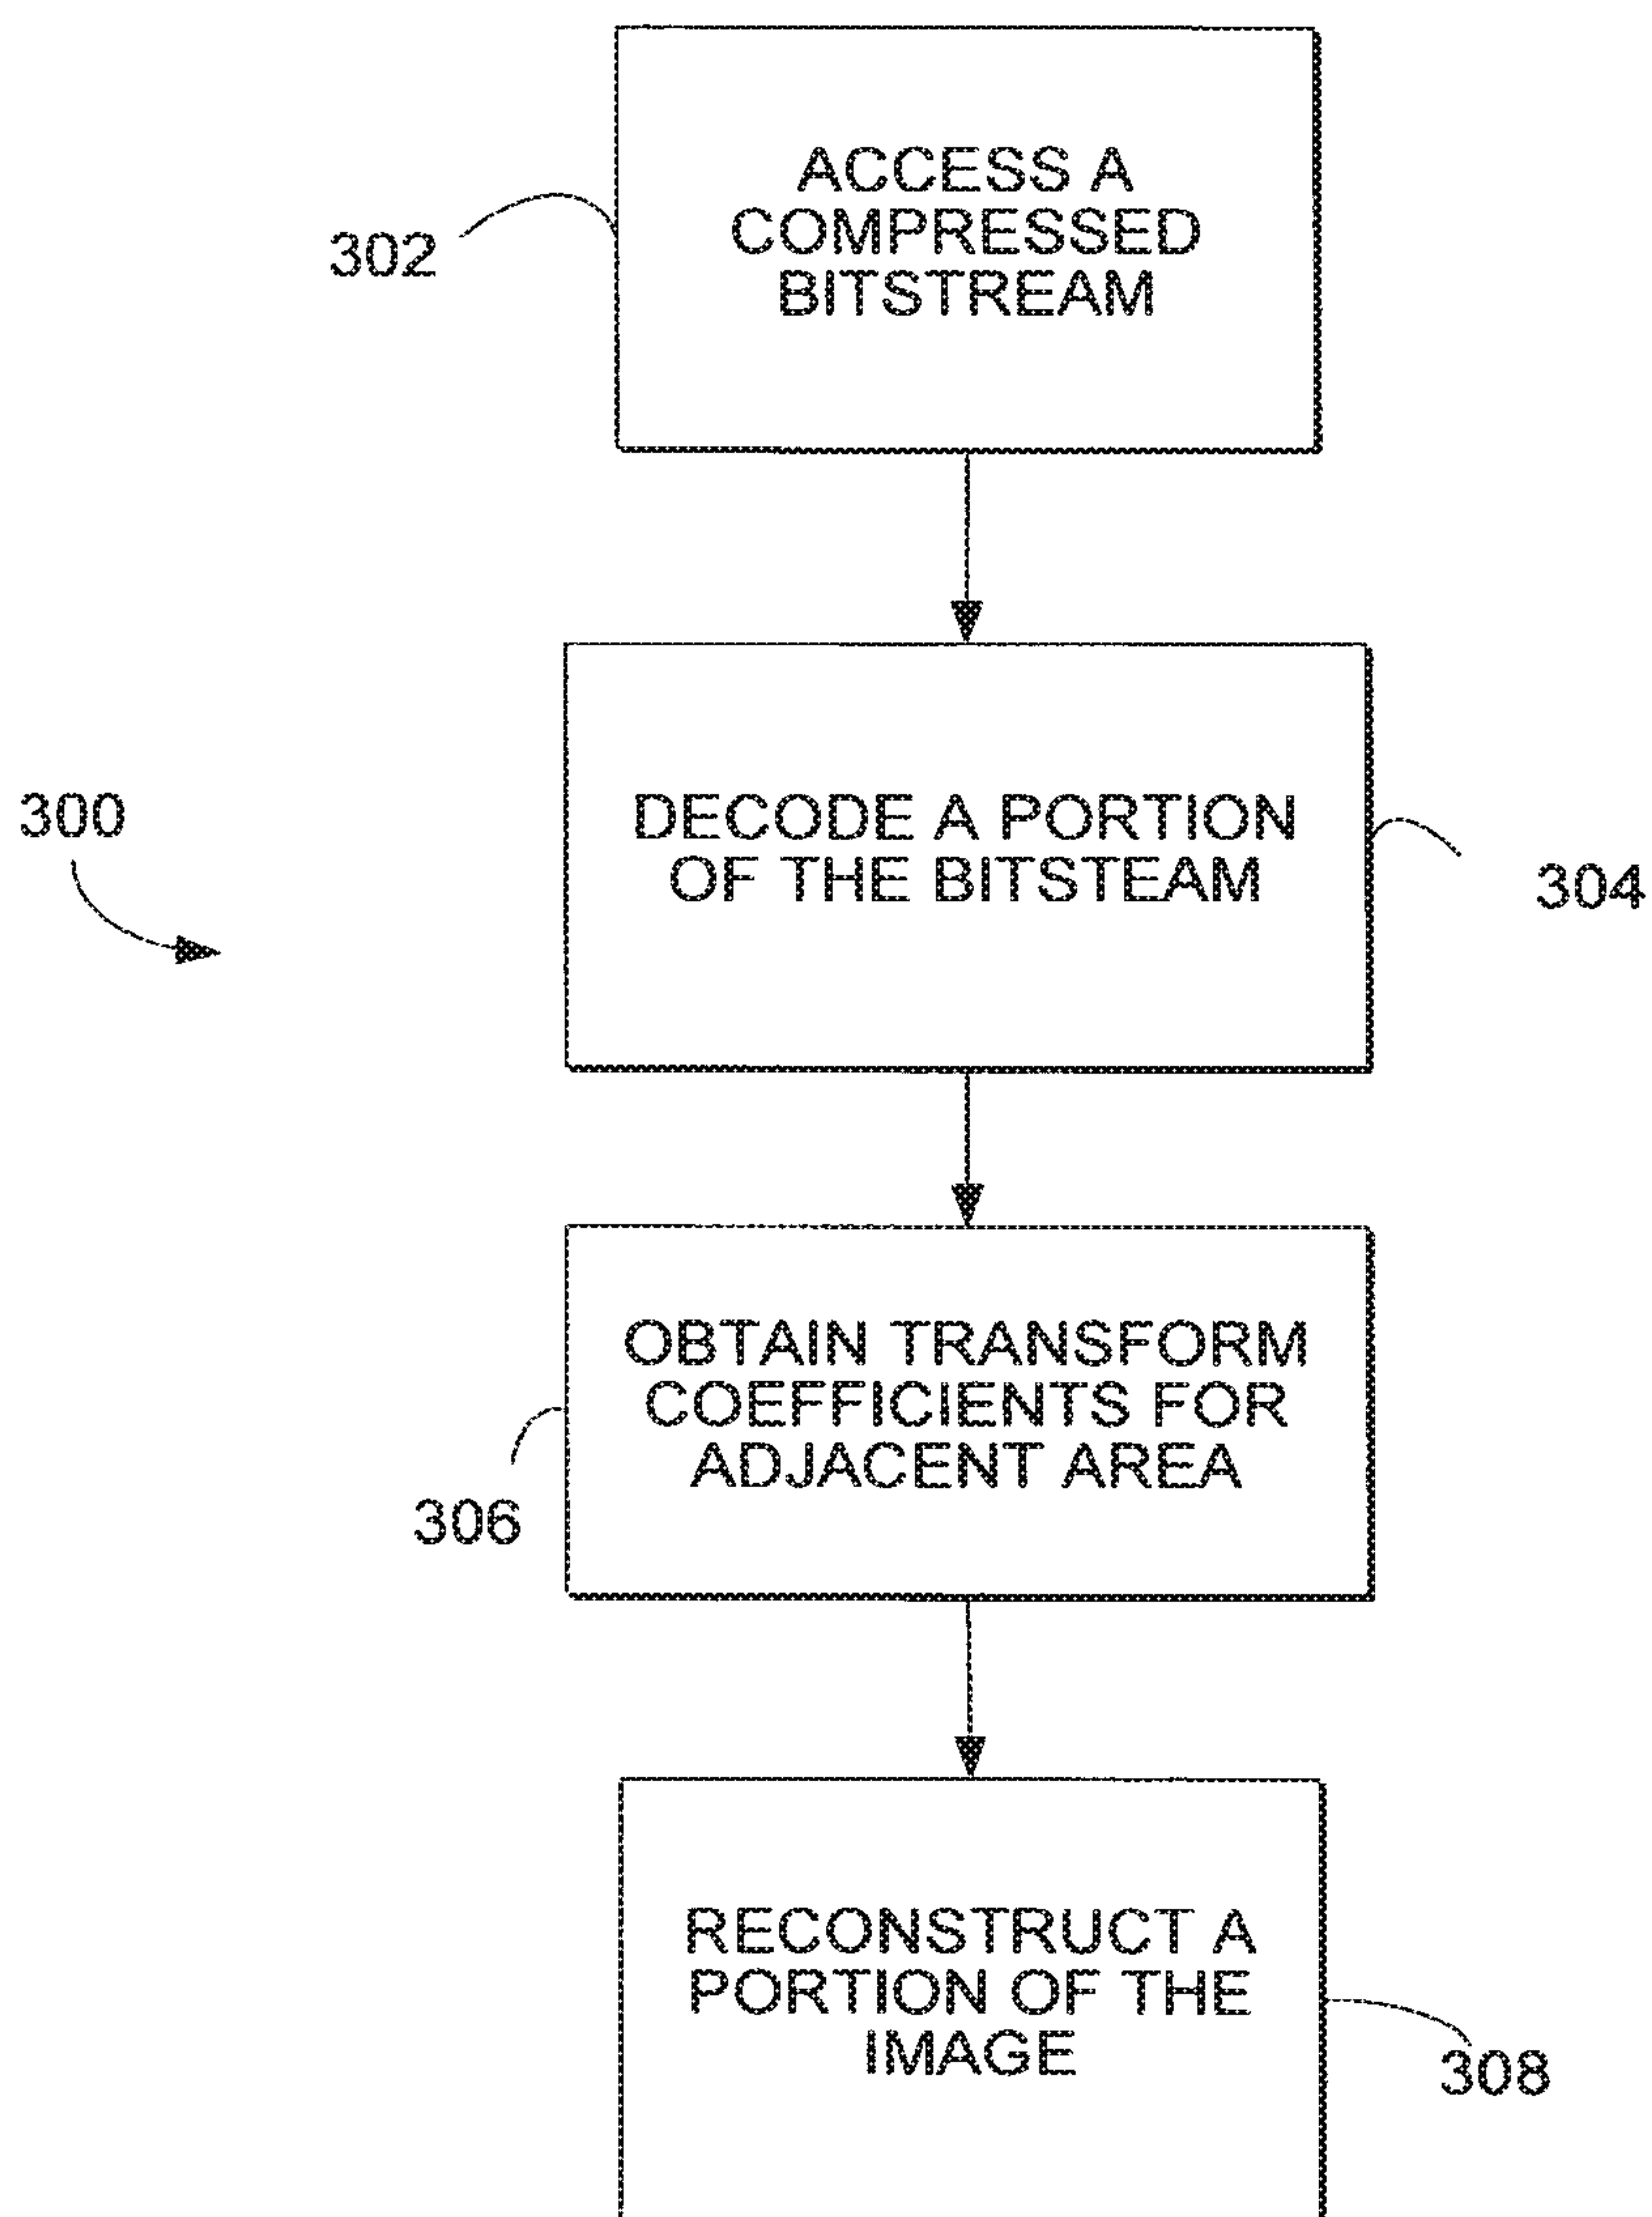 ACCESS A
COMPRESSED
BITSTREAM
302
DECODE A PORTION
OF THE BITSTEAM
300
304
OBTAIN TRANSFORM
COEFFICIENTS FOR
ADJACENT AREA
306
RECONSTRUCT A
PORTION OF THE
IMAGE
308